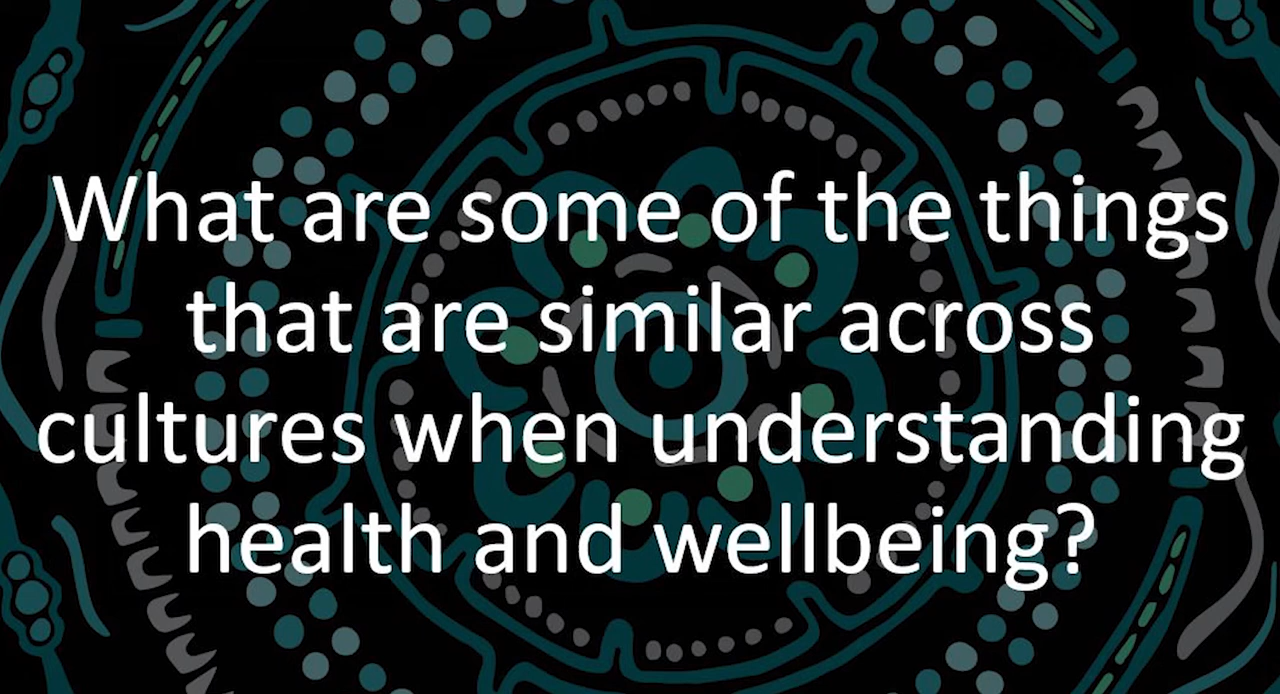 What are some of the things
that are similar across
cultures when understanding
health and wellbeing?